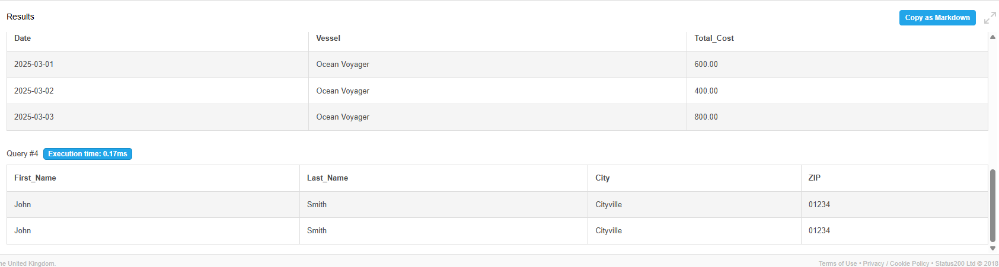 Results
Copy as Markdown
Date Vessel Total_Cost
2025-03-01 Ocean Voyager 600.00
2025-03-02 Ocean Voyager 400.00
2025-03-03 Ocean Voyager 800.00
Query #4 Execution time: 0.17ms
First_Name Last_Name City ZIP
John Smith Cityville 01234
John Smith Cityville 01234
he United Kingdom.
Terms of Use • Privacy / Cookie Policy • Status200 Ltd © 2018